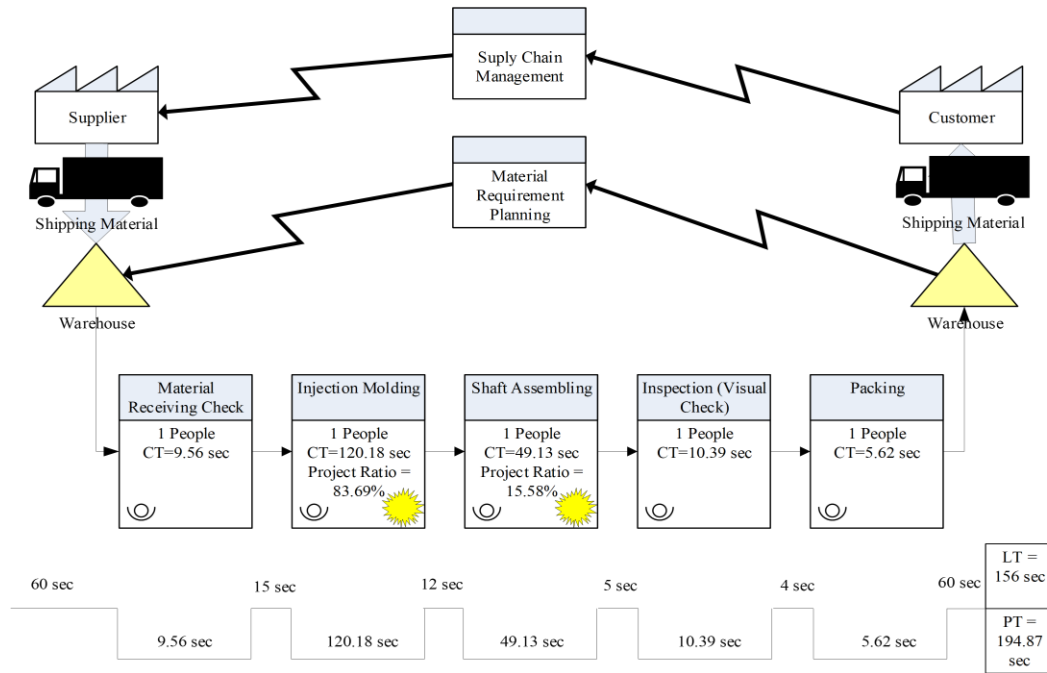 Suply Chain
Management
Supplier
Customer
Material
Requirement
Planning
Shipping Material
Shipping Material
Warehouse
Warehouse
Material
Receiving Check
1 People
CT=9.56 sec
Injection Molding
1 People
CT=120.18 sec
Project Ratio =
83.69%
Shaft Assembling
1 People
CT=49.13 sec
Project Ratio =
15.58%
Inspection (Visual
Check)
1 People
CT=10.39 sec
Packing
1 People
CT=5.62 sec
60 sec
15 sec
12 sec
5 sec
4 sec
60 sec
LT =
156 sec
9.56 sec
120.18 sec
49.13 sec
10.39 sec
5.62 sec
PT =
194.87
sec